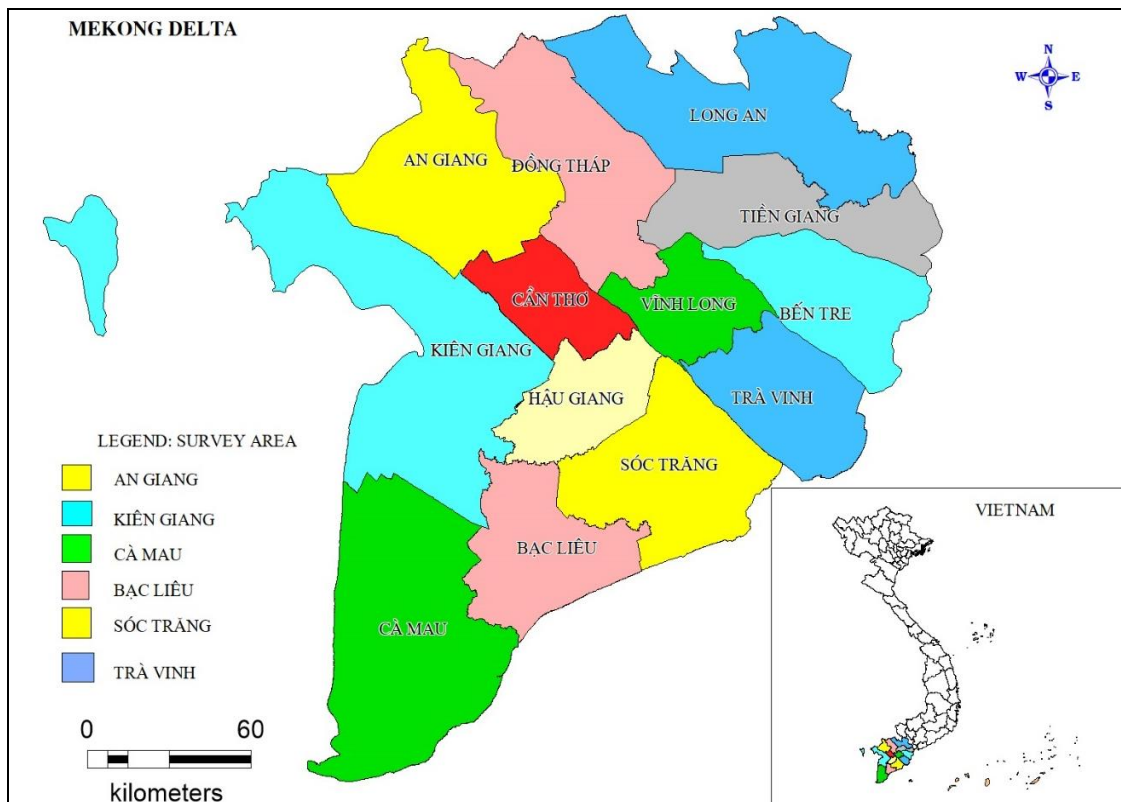 MEKONG DELTA
N
W E
S
LONG AN
AN GIANG
ĐỒNG THÁP
TIỀN GIANG
CẦN THƠ
VĨNH LONG
BẾN TRE
KIÊN GIANG
HẬU GIANG
TRÀ VINH
SÓC TRĂNG
BẠC LIÊU
CÀ MAU
LEGEND: SURVEY AREA
AN GIANG
KIÊN GIANG
CÀ MAU
BẠC LIÊU
SÓC TRĂNG
TRÀ VINH
0 60
kilometers
VIETNAM